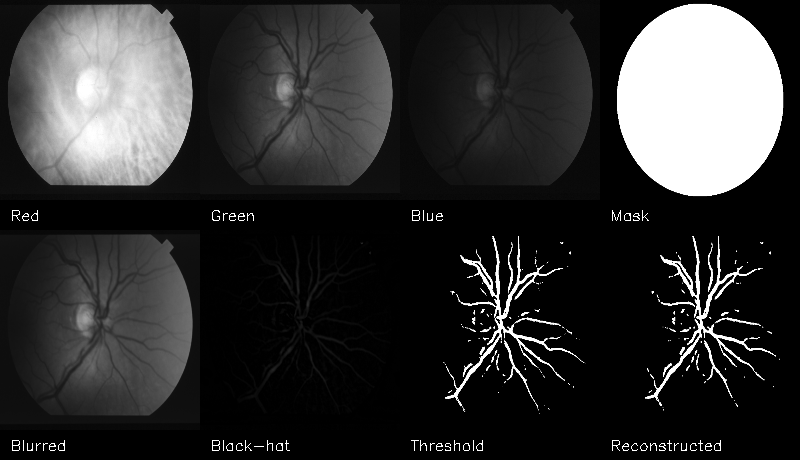 Red
Green
Blue
Mask
Blurred
Black-hat
Threshold
Reconstructed